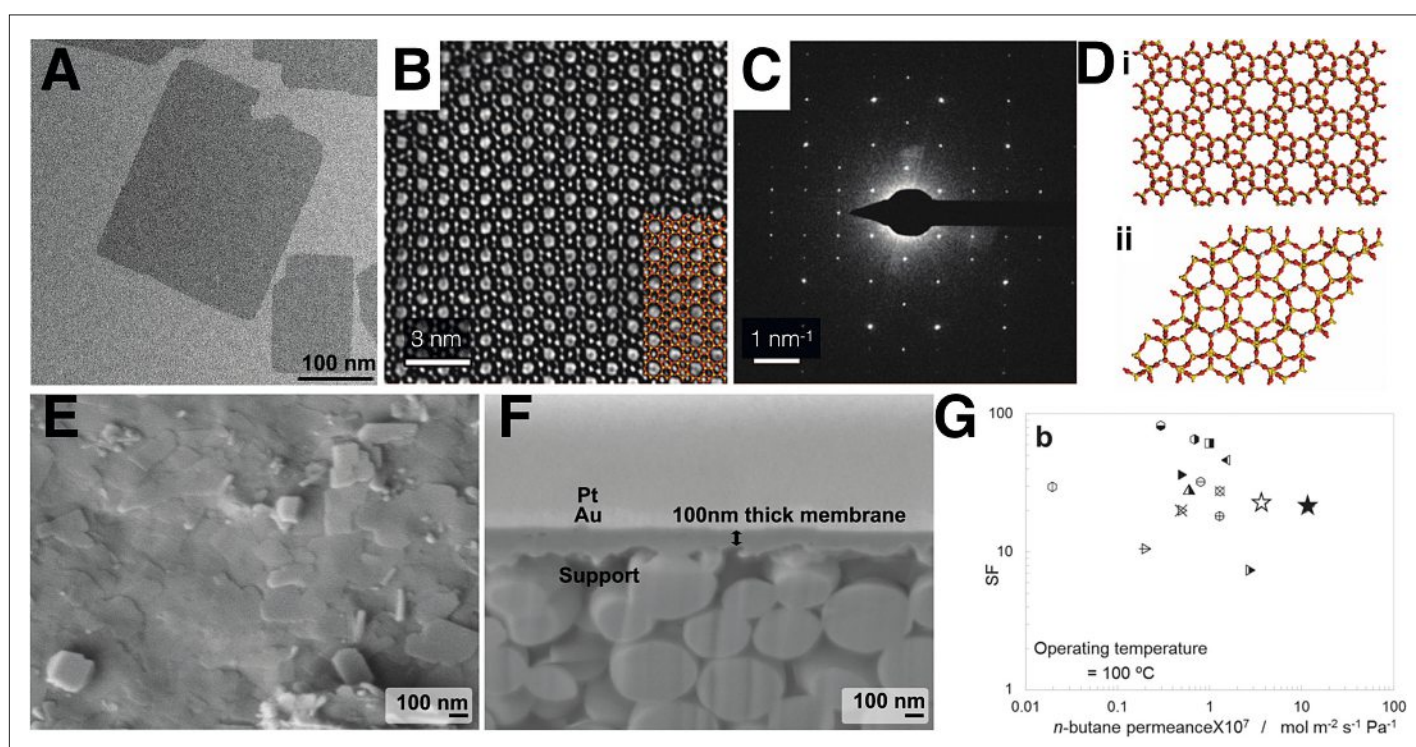 A
100 nm
B
3 nm
C
1 nm⁻¹
D
i
ii
E
100 nm
F
Pt
Au
100nm thick membrane
Support
100 nm
G
b
100
10
1
SF
Operating temperature
= 100 ºC
0.01
0.1
1
10
100
n-butane permeanceX10⁷ / mol m⁻² s⁻¹ Pa⁻¹